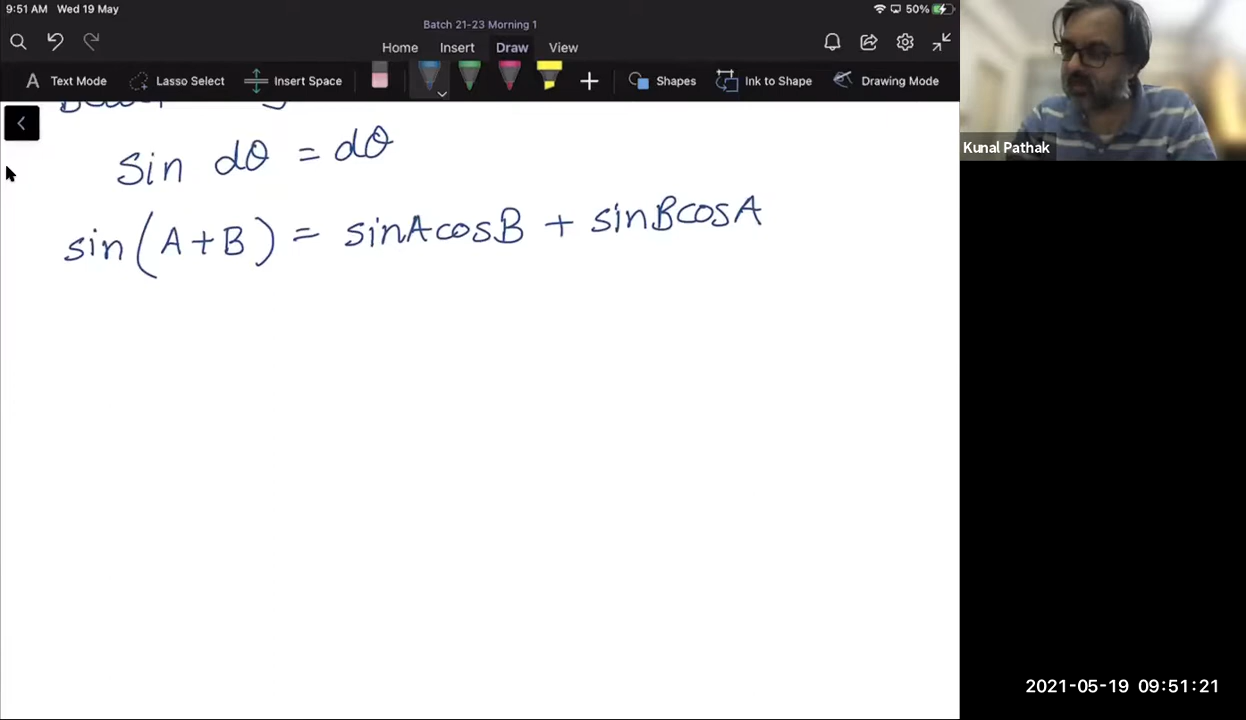 9:51 AM Wed 19 May
50%
Batch 21-23 Morning 1
Home Insert Draw View
Text Mode Lasso Select Insert Space Shapes Ink to Shape Drawing Mode
Kunal Pathak
sin dθ = dθ
sin(A+B) = sinAcosB + sinBcosA
2021-05-19 09:51:21